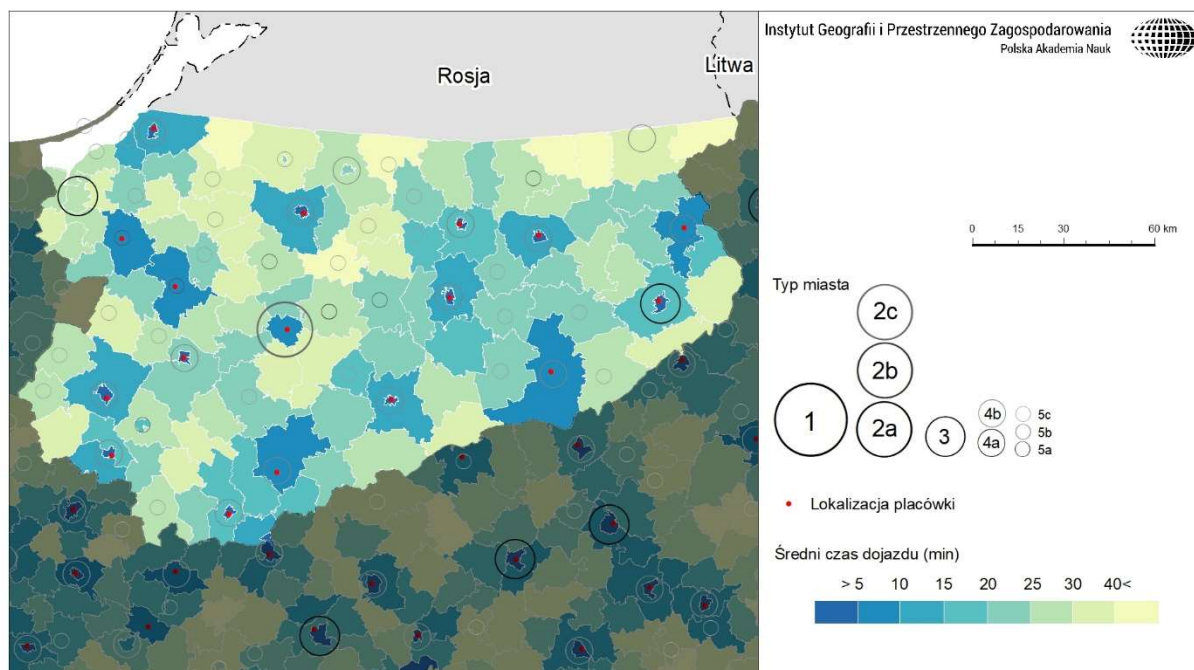 Instytut Geografii i Przestrzennego Zagospodarowania
Polska Akademia Nauk
Rosja
Litwa
0 15 30 60 km
Typ miasta
2c
2b
1
2a
3
4b
4a
5c
5b
5a
Lokalizacja placówki
Średni czas dojazdu (min)
> 5 10 15 20 25 30 40<